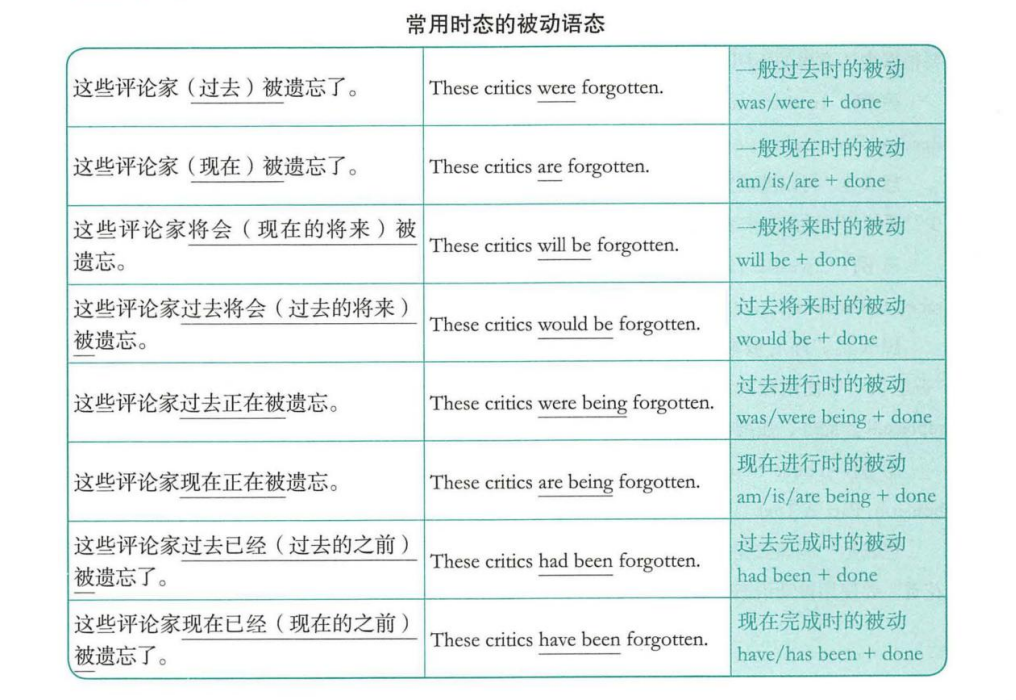 常用时态的被动语态
这些评论家（过去）被遗忘了。
These critics were forgotten.
一般过去时的被动
was/were + done
这些评论家（现在）被遗忘了。
These critics are forgotten.
一般现在时的被动
am/is/are + done
这些评论家将会（现在的将来）被
遗忘。
These critics will be forgotten.
一般将来时的被动
will be + done
这些评论家过去将会（过去的将来）
被遗忘。
These critics would be forgotten.
过去将来时的被动
would be + done
这些评论家过去正在被遗忘。
These critics were being forgotten.
过去进行时的被动
was/were being + done
这些评论家现在正在被遗忘。
These critics are being forgotten.
现在进行时的被动
am/is/are being + done
这些评论家过去已经（过去的之前）
被遗忘了。
These critics had been forgotten.
过去完成时的被动
had been + done
这些评论家现在已经（现在的之前）
被遗忘了。
These critics have been forgotten.
现在完成时的被动
have/has been + done